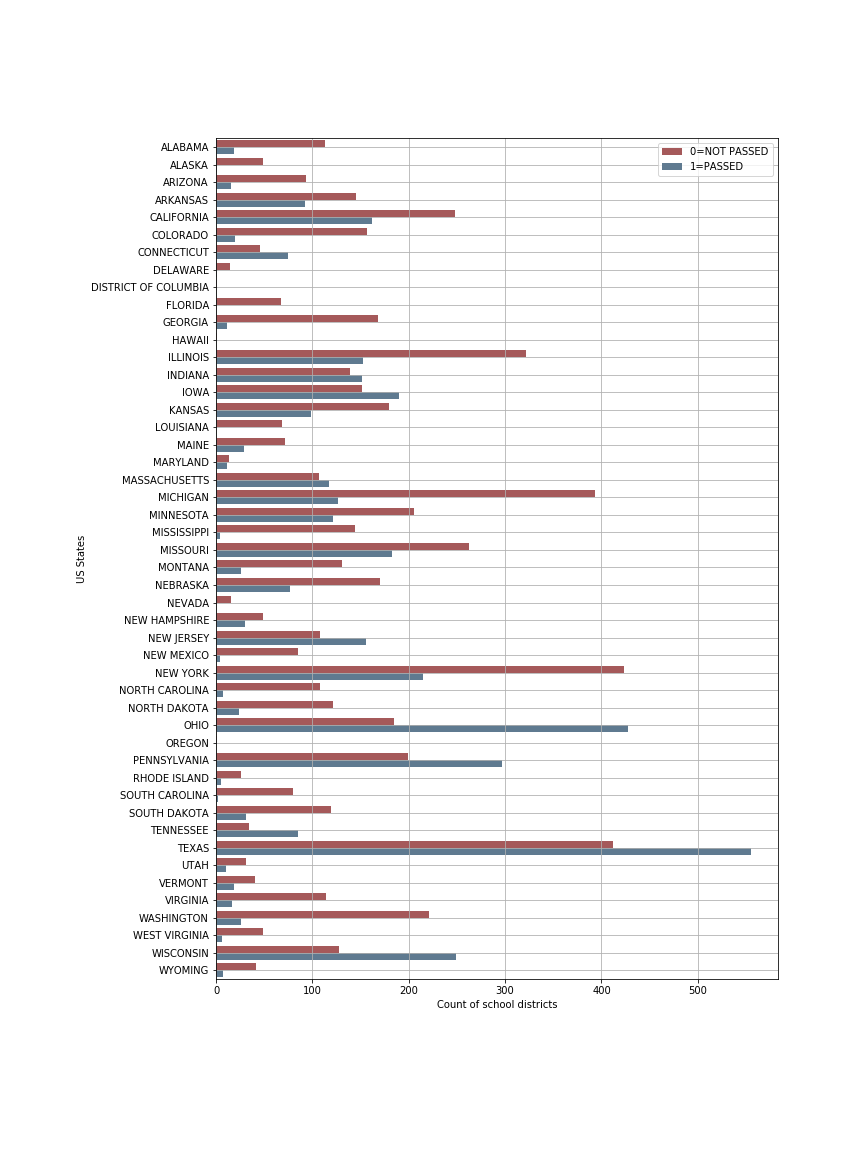 0=NOT PASSED
1=PASSED
ALABAMA
ALASKA
ARIZONA
ARKANSAS
CALIFORNIA
COLORADO
CONNECTICUT
DELAWARE
DISTRICT OF COLUMBIA
FLORIDA
GEORGIA
HAWAII
ILLINOIS
INDIANA
IOWA
KANSAS
LOUISIANA
MAINE
MARYLAND
MASSACHUSETTS
MICHIGAN
MINNESOTA
MISSISSIPPI
MISSOURI
MONTANA
NEBRASKA
NEVADA
NEW HAMPSHIRE
NEW JERSEY
NEW MEXICO
NEW YORK
NORTH CAROLINA
NORTH DAKOTA
OHIO
OREGON
PENNSYLVANIA
RHODE ISLAND
SOUTH CAROLINA
SOUTH DAKOTA
TENNESSEE
TEXAS
UTAH
VERMONT
VIRGINIA
WASHINGTON
WEST VIRGINIA
WISCONSIN
WYOMING
US States
0 100 200 300 400 500
Count of school districts